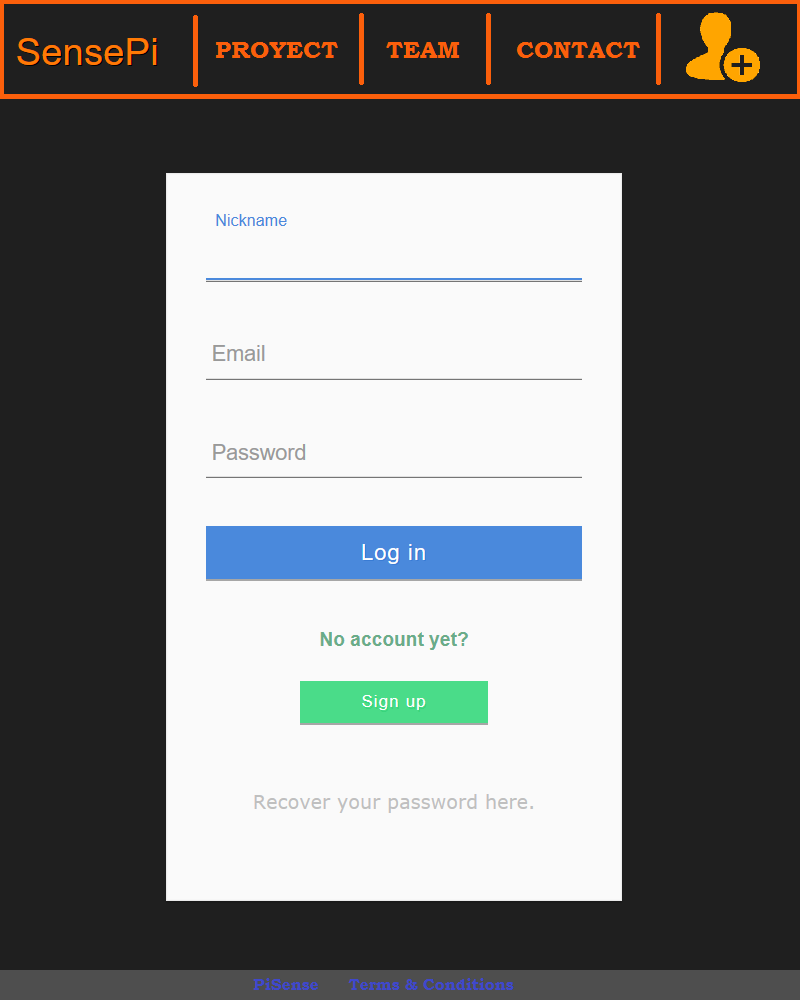 SensePi PROYECT TEAM CONTACT
Nickname
Email
Password
Log in
No account yet?
Sign up
Recover your password here.
PiSense Terms & Conditions